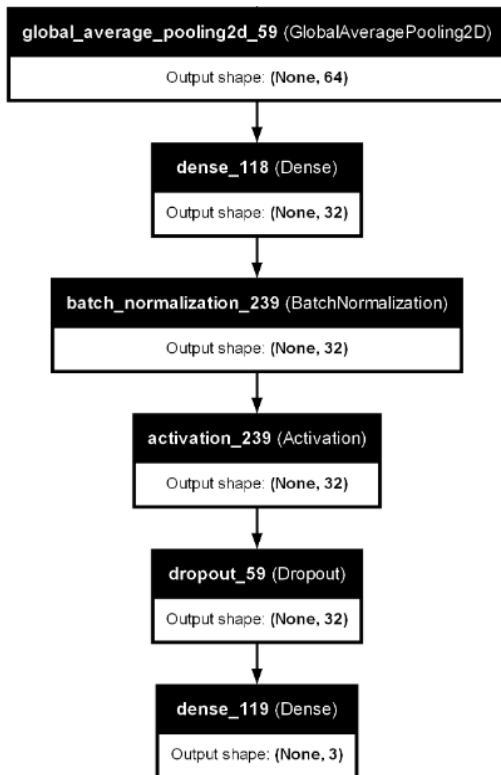 global_average_pooling2d_59 (GlobalAveragePooling2D)
Output shape: (None, 64)
dense_118 (Dense)
Output shape: (None, 32)
batch_normalization_239 (BatchNormalization)
Output shape: (None, 32)
activation_239 (Activation)
Output shape: (None, 32)
dropout_59 (Dropout)
Output shape: (None, 32)
dense_119 (Dense)
Output shape: (None, 3)